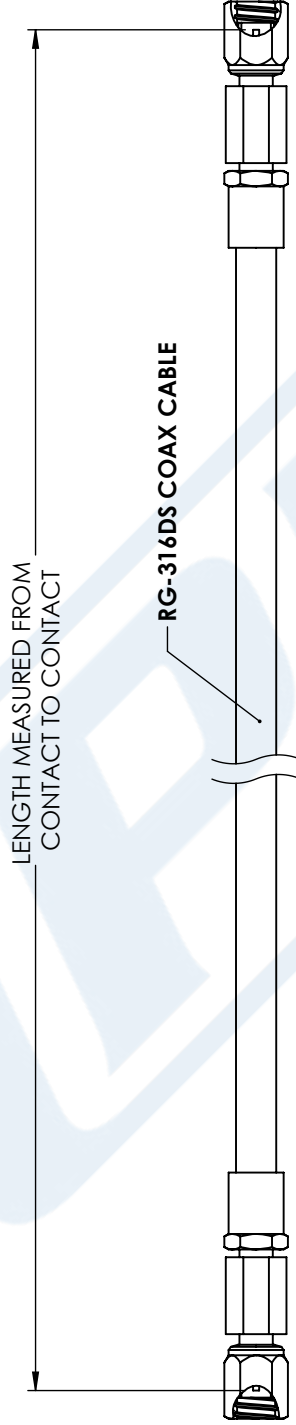 LENGTH MEASURED FROM
CONTACT TO CONTACT
RG-316DS COAX CABLE